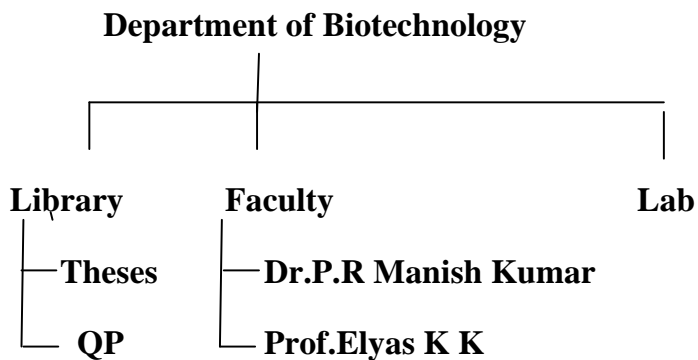 Department of Biotechnology
Library Faculty Lab
Theses Dr.P.R Manish Kumar
QP Prof.Elyas K K